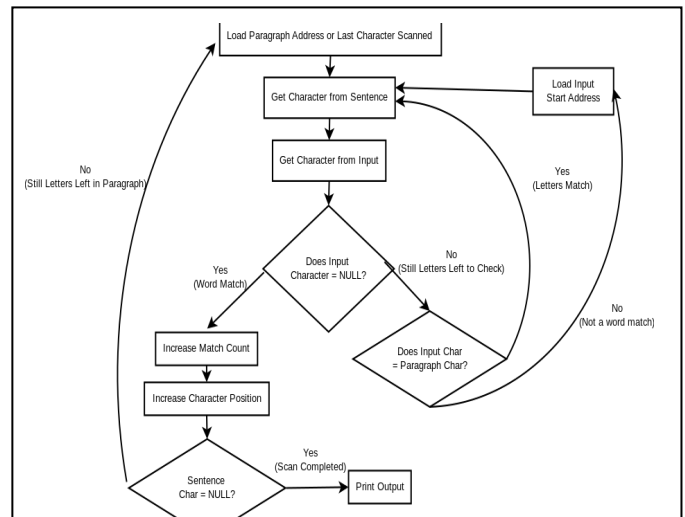 Load Paragraph Address or Last Character Scanned
Get Character from Sentence
Load Input
Start Address
Get Character from Input
No
(Still Letters Left in Paragraph)
Yes
(Letters Match)
Does Input
Character = NULL?
No
(Still Letters Left to Check)
Yes
(Word Match)
No
(Not a word match)
Increase Match Count
Does Input Char
= Paragraph Char?
Increase Character Position
Yes
(Scan Completed)
Sentence
Char = NULL?
Print Output